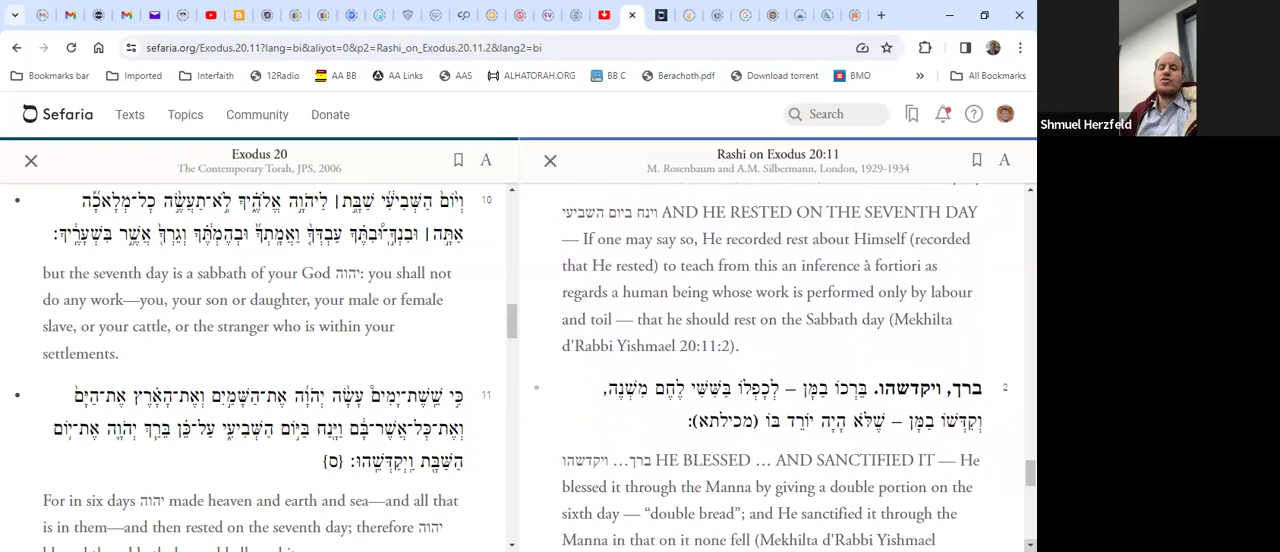 sefaria.org/Exodus.20.11?lang=bi&aliyot=0&p2=Rashi_on_Exodus.20.11.2&lang2=bi
Bookmarks bar Imported Interfaith 12Radio AA BB AA Links AAS ALHATORAH.ORG BB C Berachoth.pdf Download torrent BMO » All Bookmarks
Sefaria Texts Topics Community Donate Search
Shmuel Herzfeld
Exodus 20
The Contemporary Torah, JPS, 2006
10
וְי֨וֹם֙ הַשְּׁבִיעִ֔י שַׁבָּ֖ת ׀ לַיהֹוָ֣ה אֱלֹהֶ֑יךָ לֹֽא־תַעֲשֶׂ֣ה כׇל־מְלָאכָ֡ה
אַתָּ֣ה ׀ וּבִנְךָֽ־וּ֠בִתֶּ֗ךָ עַבְדְּךָ֤ וַאֲמָֽתְךָ֙ וּבְהֶמְתֶּ֔ךָ וְגֵרְךָ֖ אֲשֶׁ֥ר בִּשְׁעָרֶֽיךָ׃
but the seventh day is a sabbath of your God יהוה: you shall not
do any work—you, your son or daughter, your male or female
slave, or your cattle, or the stranger who is within your
settlements.
11
כִּ֣י שֵֽׁשֶׁת־יָמִים֩ עָשָׂ֨ה יְהֹוָ֜ה אֶת־הַשָּׁמַ֣יִם וְאֶת־הָאָ֗רֶץ אֶת־הַיָּם֙
וְאֶת־כׇּל־אֲשֶׁר־בָּ֔ם וַיָּ֖נַח בַּיּ֣וֹם הַשְּׁבִיעִ֑י עַל־כֵּ֗ן בֵּרַ֧ךְ יְהֹוָ֛ה אֶת־י֥וֹם
הַשַּׁבָּ֖ת וַֽיְקַדְּשֵֽׁהוּ׃ {ס}
For in six days יהוה made heaven and earth and sea—and all that
is in them—and then rested on the seventh day; therefore יהוה
Rashi on Exodus 20:11
M. Rosenbaum and A.M. Silbermann, London, 1929-1934
וינח ביום השביעי AND HE RESTED ON THE SEVENTH DAY
— If one may say so, He recorded rest about Himself (recorded
that He rested) to teach from this an inference à fortiori as
regards a human being whose work is performed only by labour
and toil — that he should rest on the Sabbath day (Mekhilta
d'Rabbi Yishmael 20:11:2).
2
ברך, ויקדשהו. בֵּרְכוֹ בַמָּן – לְכָפְלוֹ בַּשִּׁשִּׁי לֶחֶם מִשְׁנֶה,
וְקִדְּשׁוֹ בַמָּן – שֶׁלֹּא הָיָה יוֹרֵד בּוֹ (מכילתא):
ברך... ויקדשהו HE BLESSED … AND SANCTIFIED IT — He
blessed it through the Manna by giving a double portion on the
sixth day — “double bread”; and He sanctified it through the
Manna in that on it none fell (Mekhilta d'Rabbi Yishmael